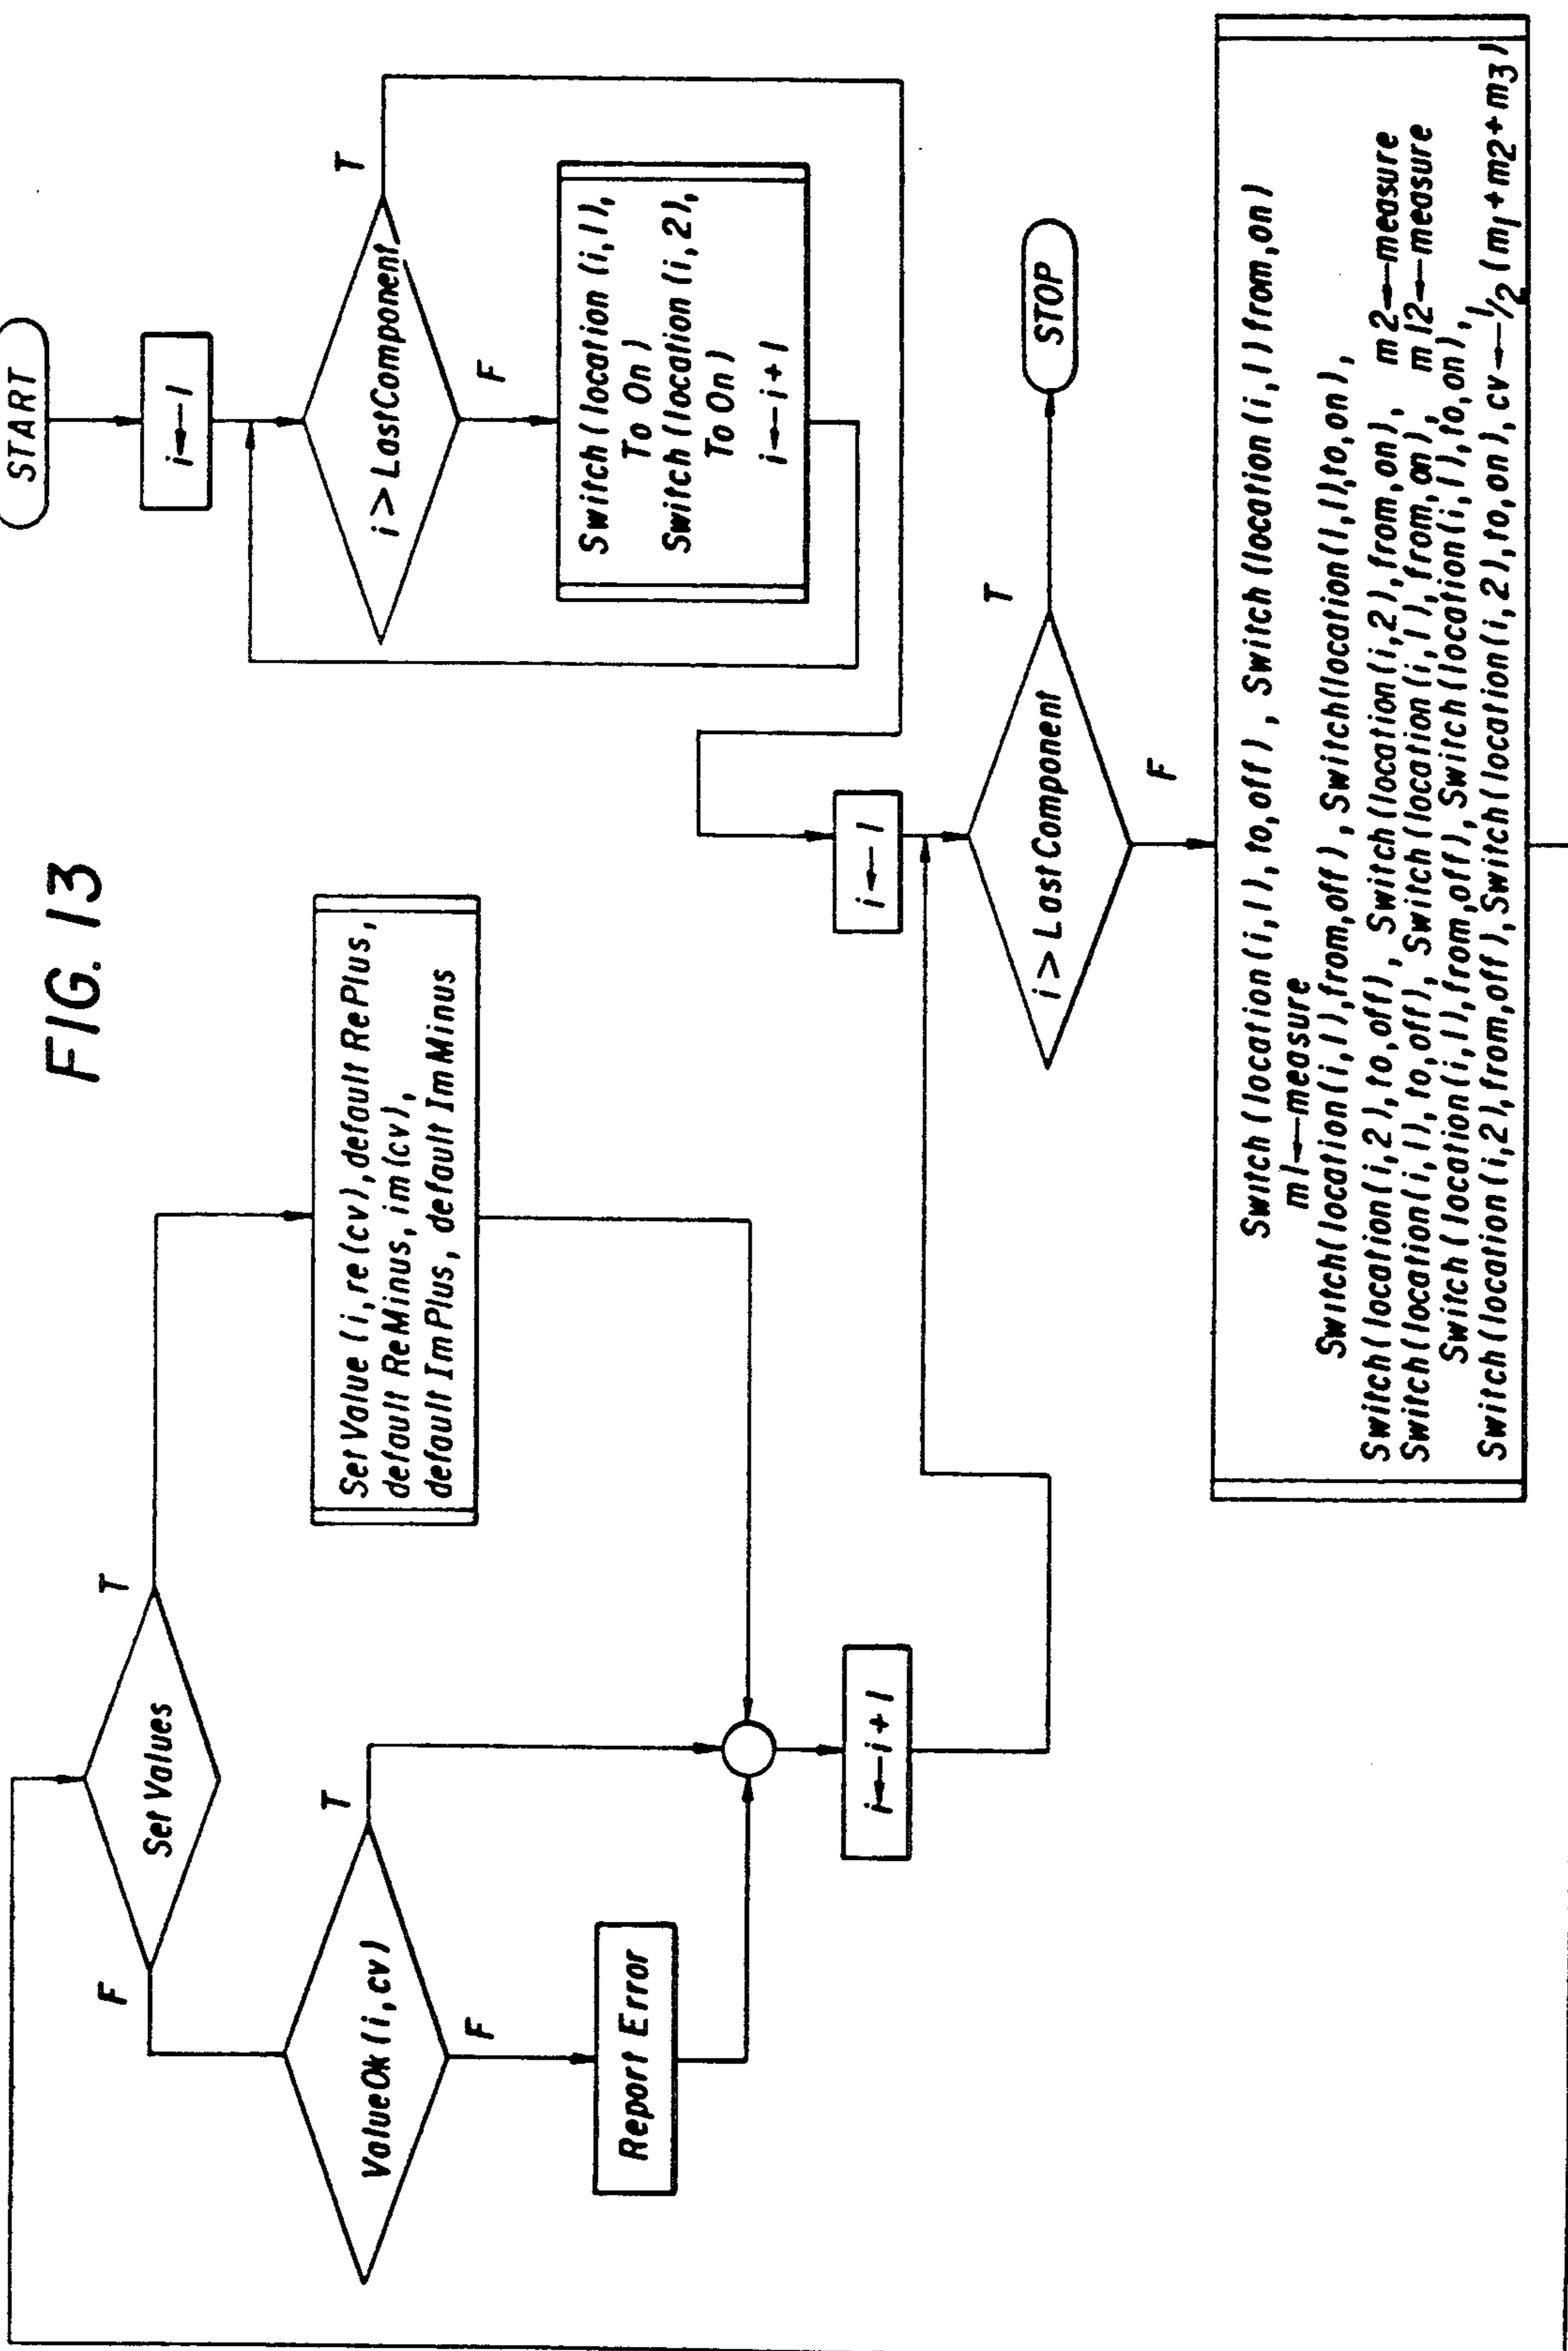 FIG. 13
START
i←1
i > LastComponent
T
F
Switch (location (i,1),
To On)
Switch (location (i, 2),
To On)
i←i+1
i←1
i > LastComponent
T
STOP
F
Switch (location (i,1), to, off), Switch (location (i,1) from, on)
m1←measure
Switch(location(i,1),from,off), Switch(location(1,1),to,on),
Switch(location(i,2),to,off), Switch(location(i,2),from,on), m2←measure
Switch(location(i,1),to,off), Switch(location(i,1),from,on), m12←measure
Switch(location(i,1),from,off), Switch(location(i,1),to,on),
Switch(location(i,2),from,off), Switch(location(i,2),to,on), cv←1/2(m1+m2+m3)
Set Values
T
F
Set Value (i, re (cv), default RePlus,
default ReMinus, im (cv),
default ImPlus, default ImMinus
ValueOk(i,cv)
T
F
Report Error
i←i+1